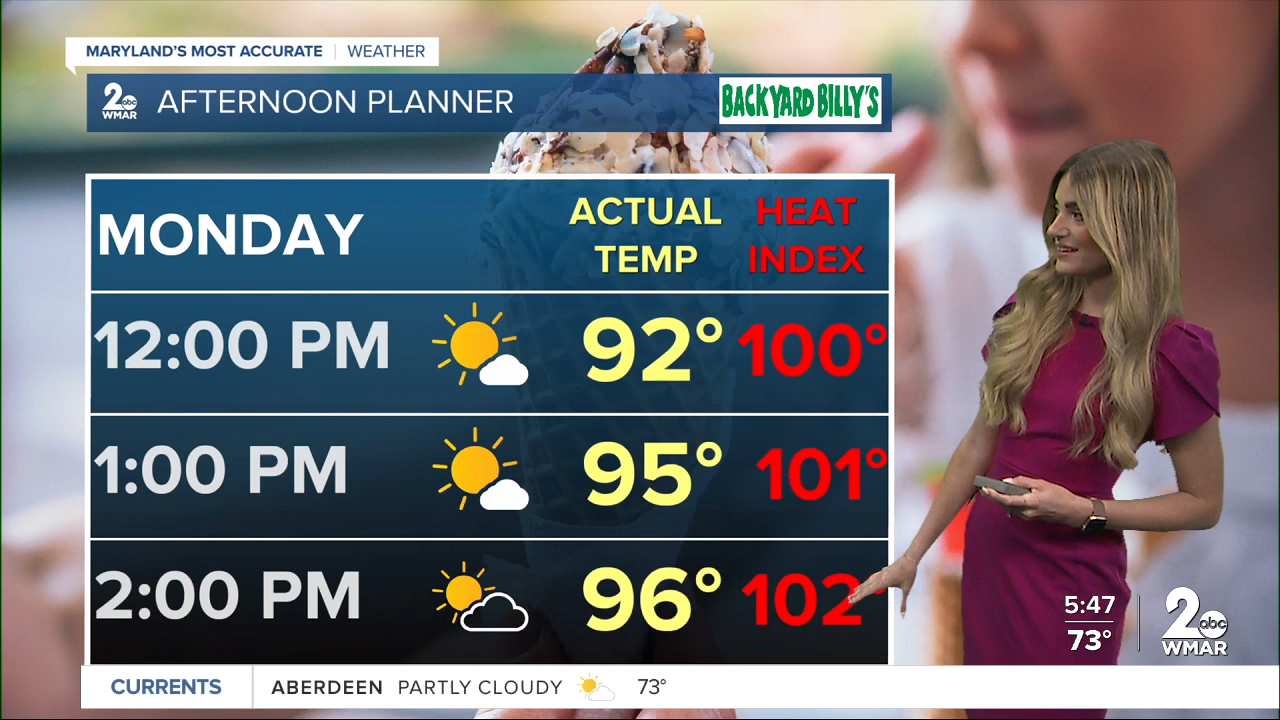 MARYLAND'S MOST ACCURATE | WEATHER
2 abc WMAR AFTERNOON PLANNER BACKYARD BILLY'S
MONDAY ACTUAL TEMP HEAT INDEX
12:00 PM 92° 100°
1:00 PM 95° 101°
2:00 PM 96° 102°
5:47
73°
2 abc
WMAR
CURRENTS ABERDEEN PARTLY CLOUDY 73°